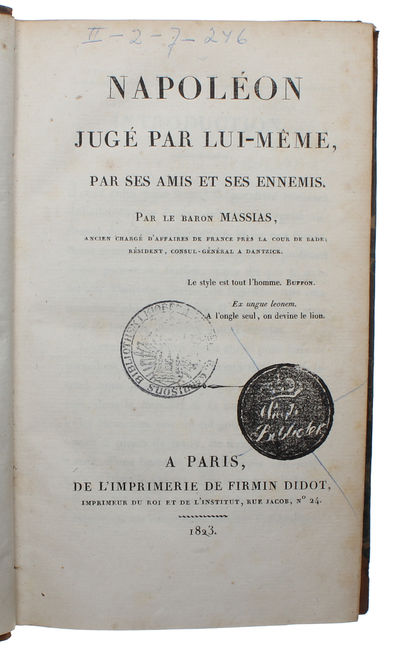 II-2-7-246
NAPOLÉON
JUGÉ PAR LUI-MÊME,
PAR SES AMIS ET SES ENNEMIS.
PAR LE BARON MASSIAS,
ANCIEN CHARGÉ D'AFFAIRES DE FRANCE PRÈS LA COUR DE BADE;
RÉSIDENT, CONSUL-GÉNÉRAL A DANTZICK.
Le style est tout l'homme. BUFFON.
Ex ungue leonem.
A l'ongle seul, on devine le lion.
A PARIS,
DE L'IMPRIMERIE DE FIRMIN DIDOT,
IMPRIMEUR DU ROI ET DE L'INSTITUT, RUE JACOB, Nº 24.
1823.